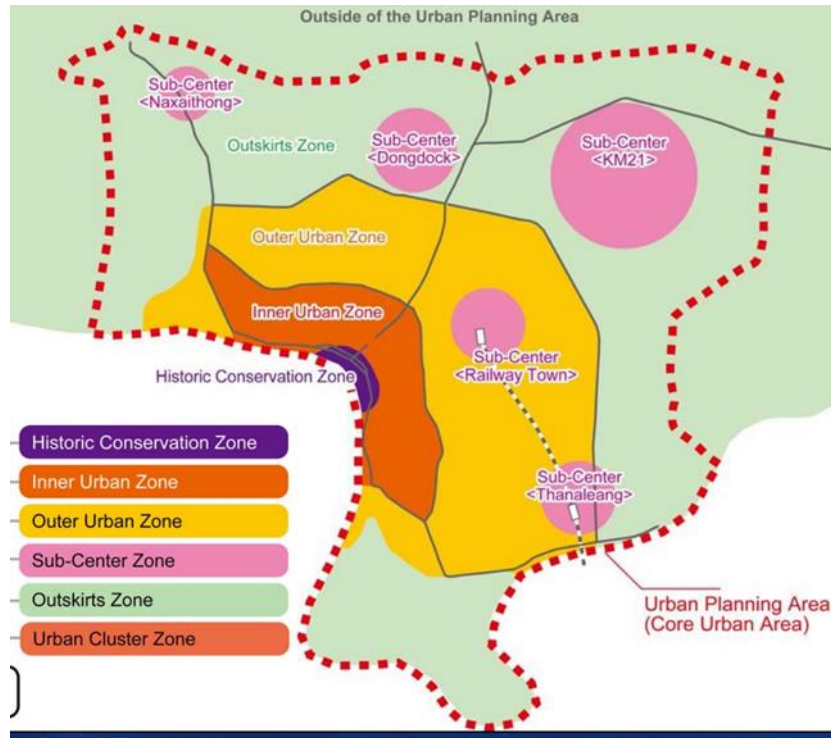 Outside of the Urban Planning Area
Sub-Center
<Naxaithong>
Outskirts Zone
Sub-Center
<Dongdock>
Sub-Center
<KM21>
Outer Urban Zone
Inner Urban Zone
Historic Conservation Zone
Sub-Center
<Railway Town>
Sub-Center
<Thanaleang>
Historic Conservation Zone
Inner Urban Zone
Outer Urban Zone
Sub-Center Zone
Outskirts Zone
Urban Cluster Zone
Urban Planning Area
(Core Urban Area)